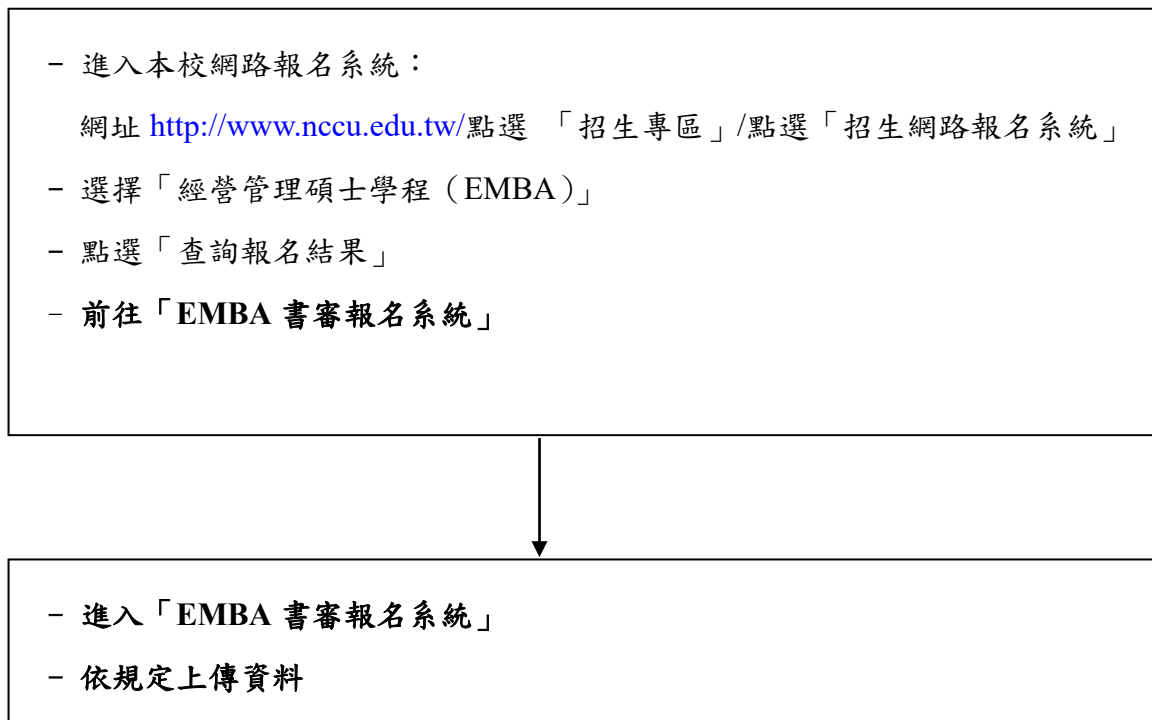 - 進入本校網路報名系統：
網址 http://www.nccu.edu.tw/點選 「招生專區」/點選「招生網路報名系統」
- 選擇「經營管理碩士學程（EMBA）」
- 點選「查詢報名結果」
- 前往「EMBA 書審報名系統」
- 進入「EMBA 書審報名系統」
- 依規定上傳資料